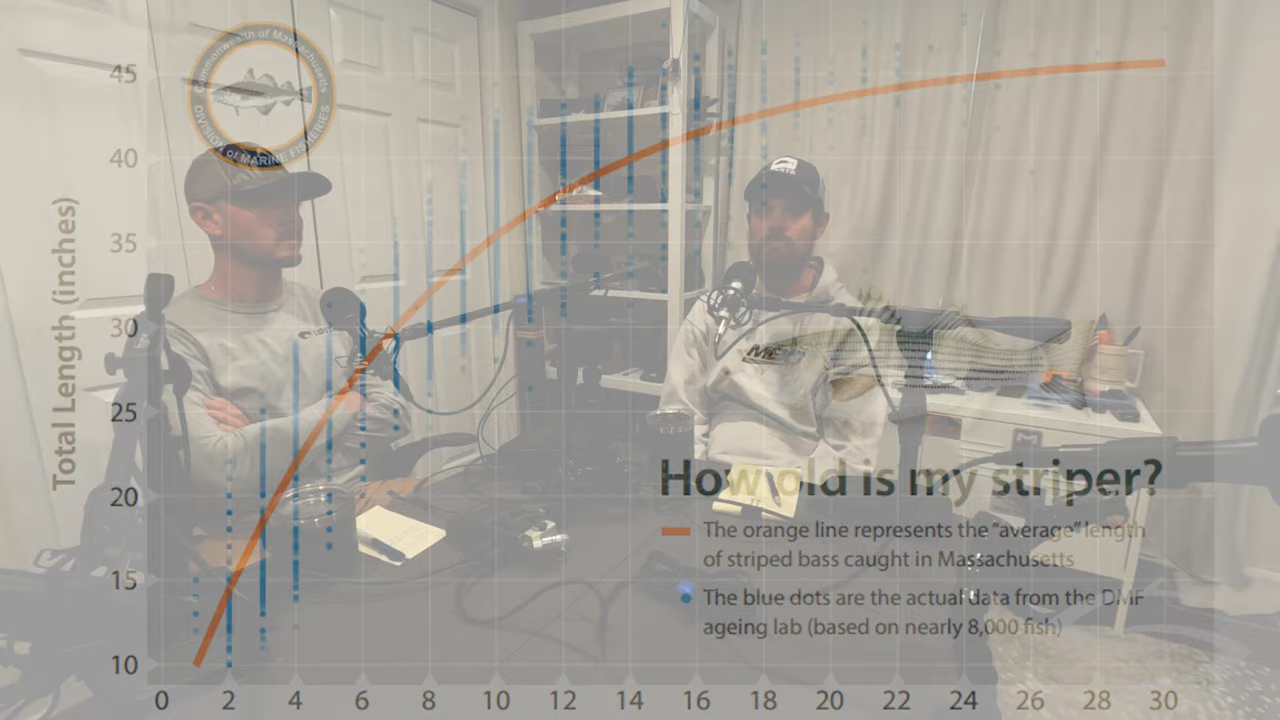 Commonwealth of Massachusetts
DIVISION of MARINE FISHERIES
45
40
35
30
25
20
15
10
Total Length (inches)
How old is my striper?
The orange line represents the "average" length
of striped bass caught in Massachusetts
The blue dots are the actual data from the DMF
ageing lab (based on nearly 8,000 fish)
0 2 4 6 8 10 12 14 16 18 20 22 24 26 28 30